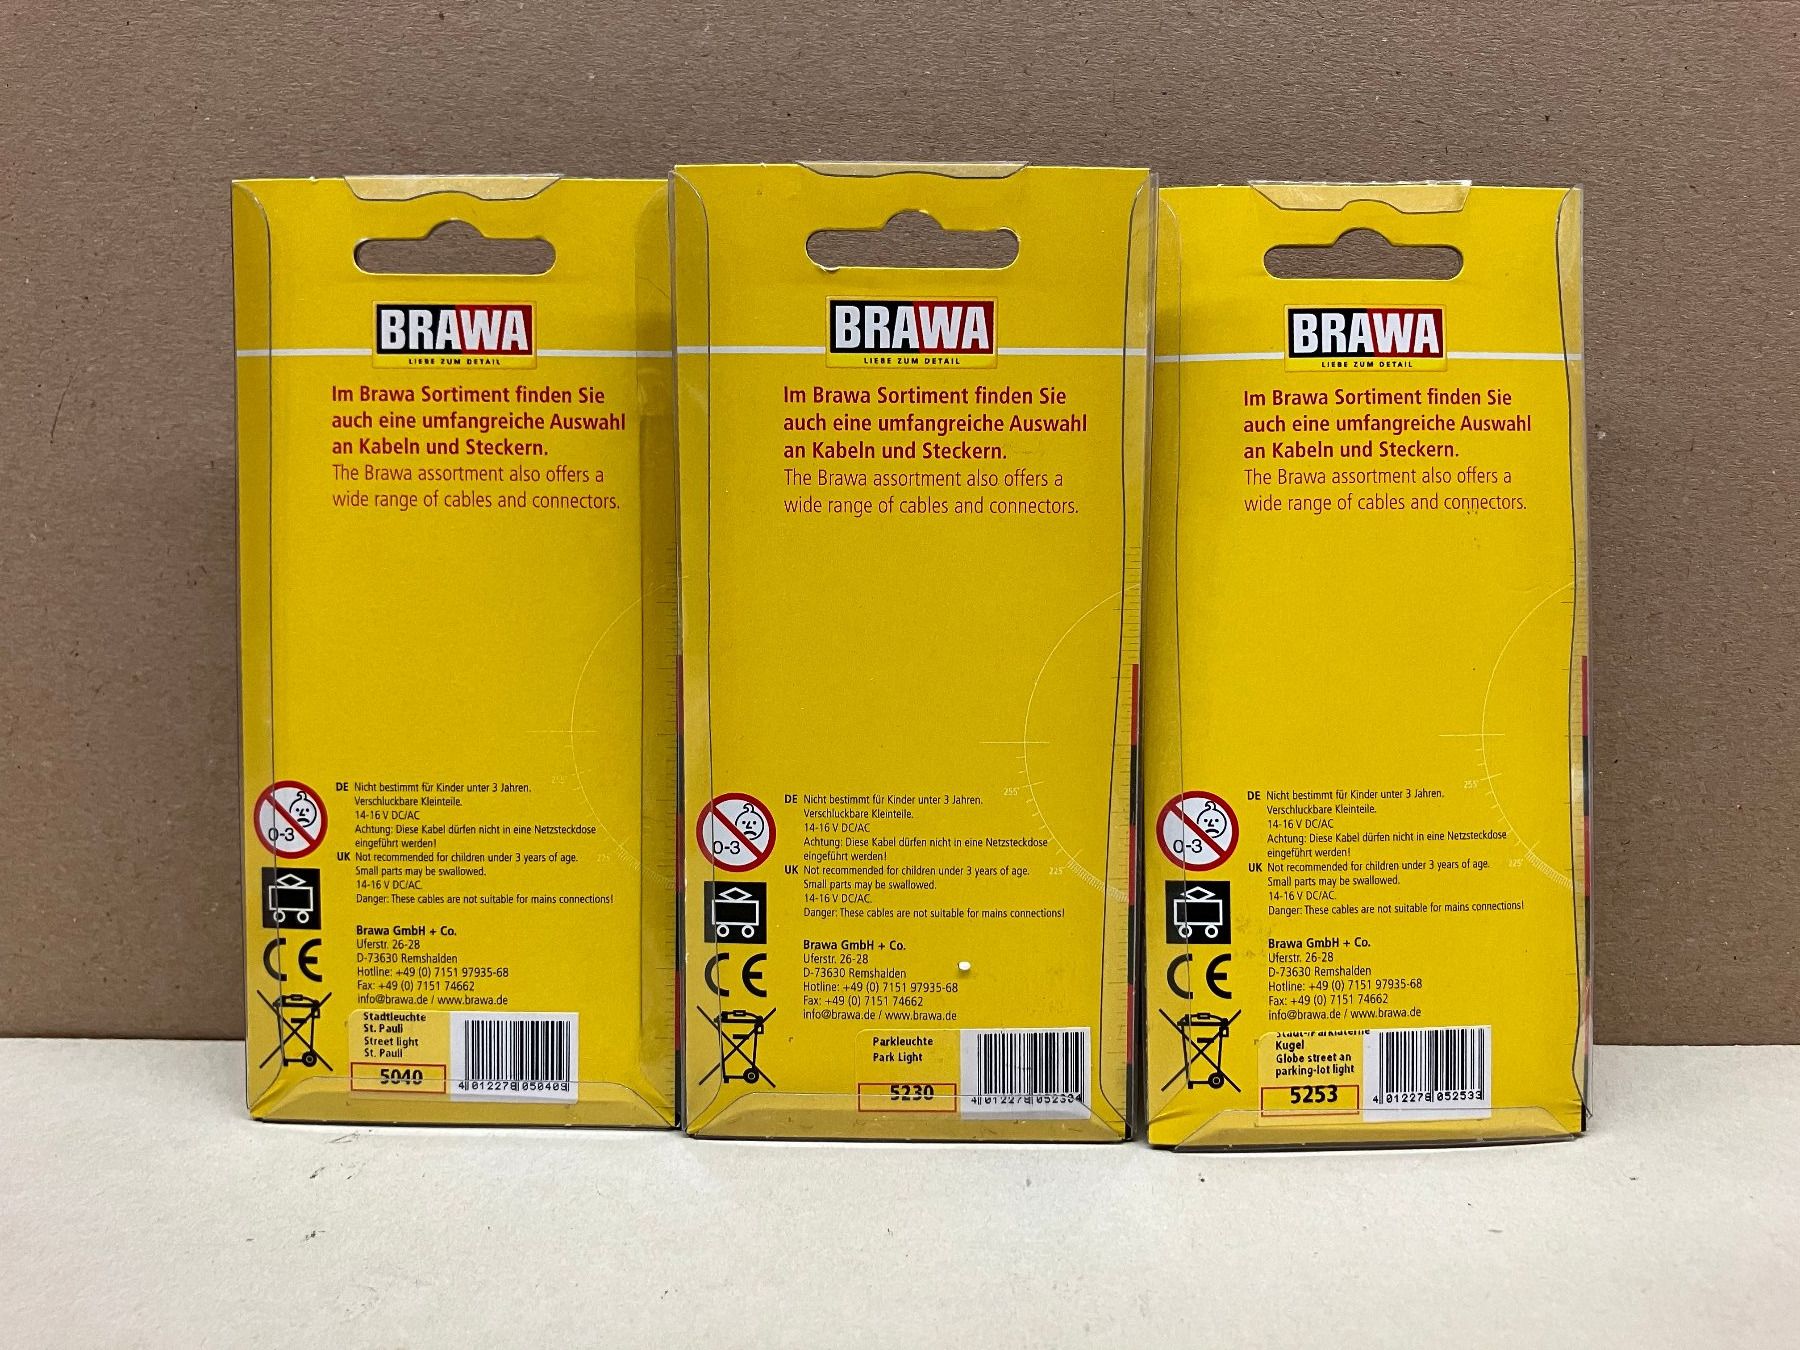 BRAWA
LIEBE ZUM DETAIL
Im Brawa Sortiment finden Sie
auch eine umfangreiche Auswahl
an Kabeln und Steckern.
The Brawa assortment also offers a
wide range of cables and connectors.
0-3
DE Nicht bestimmt für Kinder unter 3 Jahren.
Verschluckbare Kleinteile.
14-16 V DC/AC
Achtung: Diese Kabel dürfen nicht in eine Netzsteckdose
eingeführt werden!
UK Not recommended for children under 3 years of age.
Small parts may be swallowed.
14-16 V DC/AC.
Danger: These cables are not suitable for mains connections!
CE
Brawa GmbH + Co.
Uferstr. 26-28
D-73630 Remshalden
Hotline: +49 (0) 7151 97935-68
Fax: +49 (0) 7151 74662
info@brawa.de / www.brawa.de
Stadtleuchte
St. Pauli
Street light
St. Pauli
5040
4 012278 050409
BRAWA
LIEBE ZUM DETAIL
Im Brawa Sortiment finden Sie
auch eine umfangreiche Auswahl
an Kabeln und Steckern.
The Brawa assortment also offers a
wide range of cables and connectors.
255°
225°
0-3
DE Nicht bestimmt für Kinder unter 3 Jahren.
Verschluckbare Kleinteile.
14-16 V DC/AC
Achtung: Diese Kabel dürfen nicht in eine Netzsteckdose
eingeführt werden!
UK Not recommended for children under 3 years of age.
Small parts may be swallowed.
14-16 V DC/AC.
Danger: These cables are not suitable for mains connections!
CE
Brawa GmbH + Co.
Uferstr. 26-28
D-73630 Remshalden
Hotline: +49 (0) 7151 97935-68
Fax: +49 (0) 7151 74662
info@brawa.de / www.brawa.de
Parkleuchte
Park Light
5230
4 012278 052304
BRAWA
LIEBE ZUM DETAIL
Im Brawa Sortiment finden Sie
auch eine umfangreiche Auswahl
an Kabeln und Steckern.
The Brawa assortment also offers a
wide range of cables and connectors.
255°
225°
0-3
DE Nicht bestimmt für Kinder unter 3 Jahren.
Verschluckbare Kleinteile.
14-16 V DC/AC
Achtung: Diese Kabel dürfen nicht in eine Netzsteckdose
eingeführt werden!
UK Not recommended for children under 3 years of age.
Small parts may be swallowed.
14-16 V DC/AC.
Danger: These cables are not suitable for mains connections!
CE
Brawa GmbH + Co.
Uferstr. 26-28
D-73630 Remshalden
Hotline: +49 (0) 7151 97935-68
Fax: +49 (0) 7151 74662
info@brawa.de / www.brawa.de
Kugel
Globe street an
parking-lot light
5253
4 012278 052533